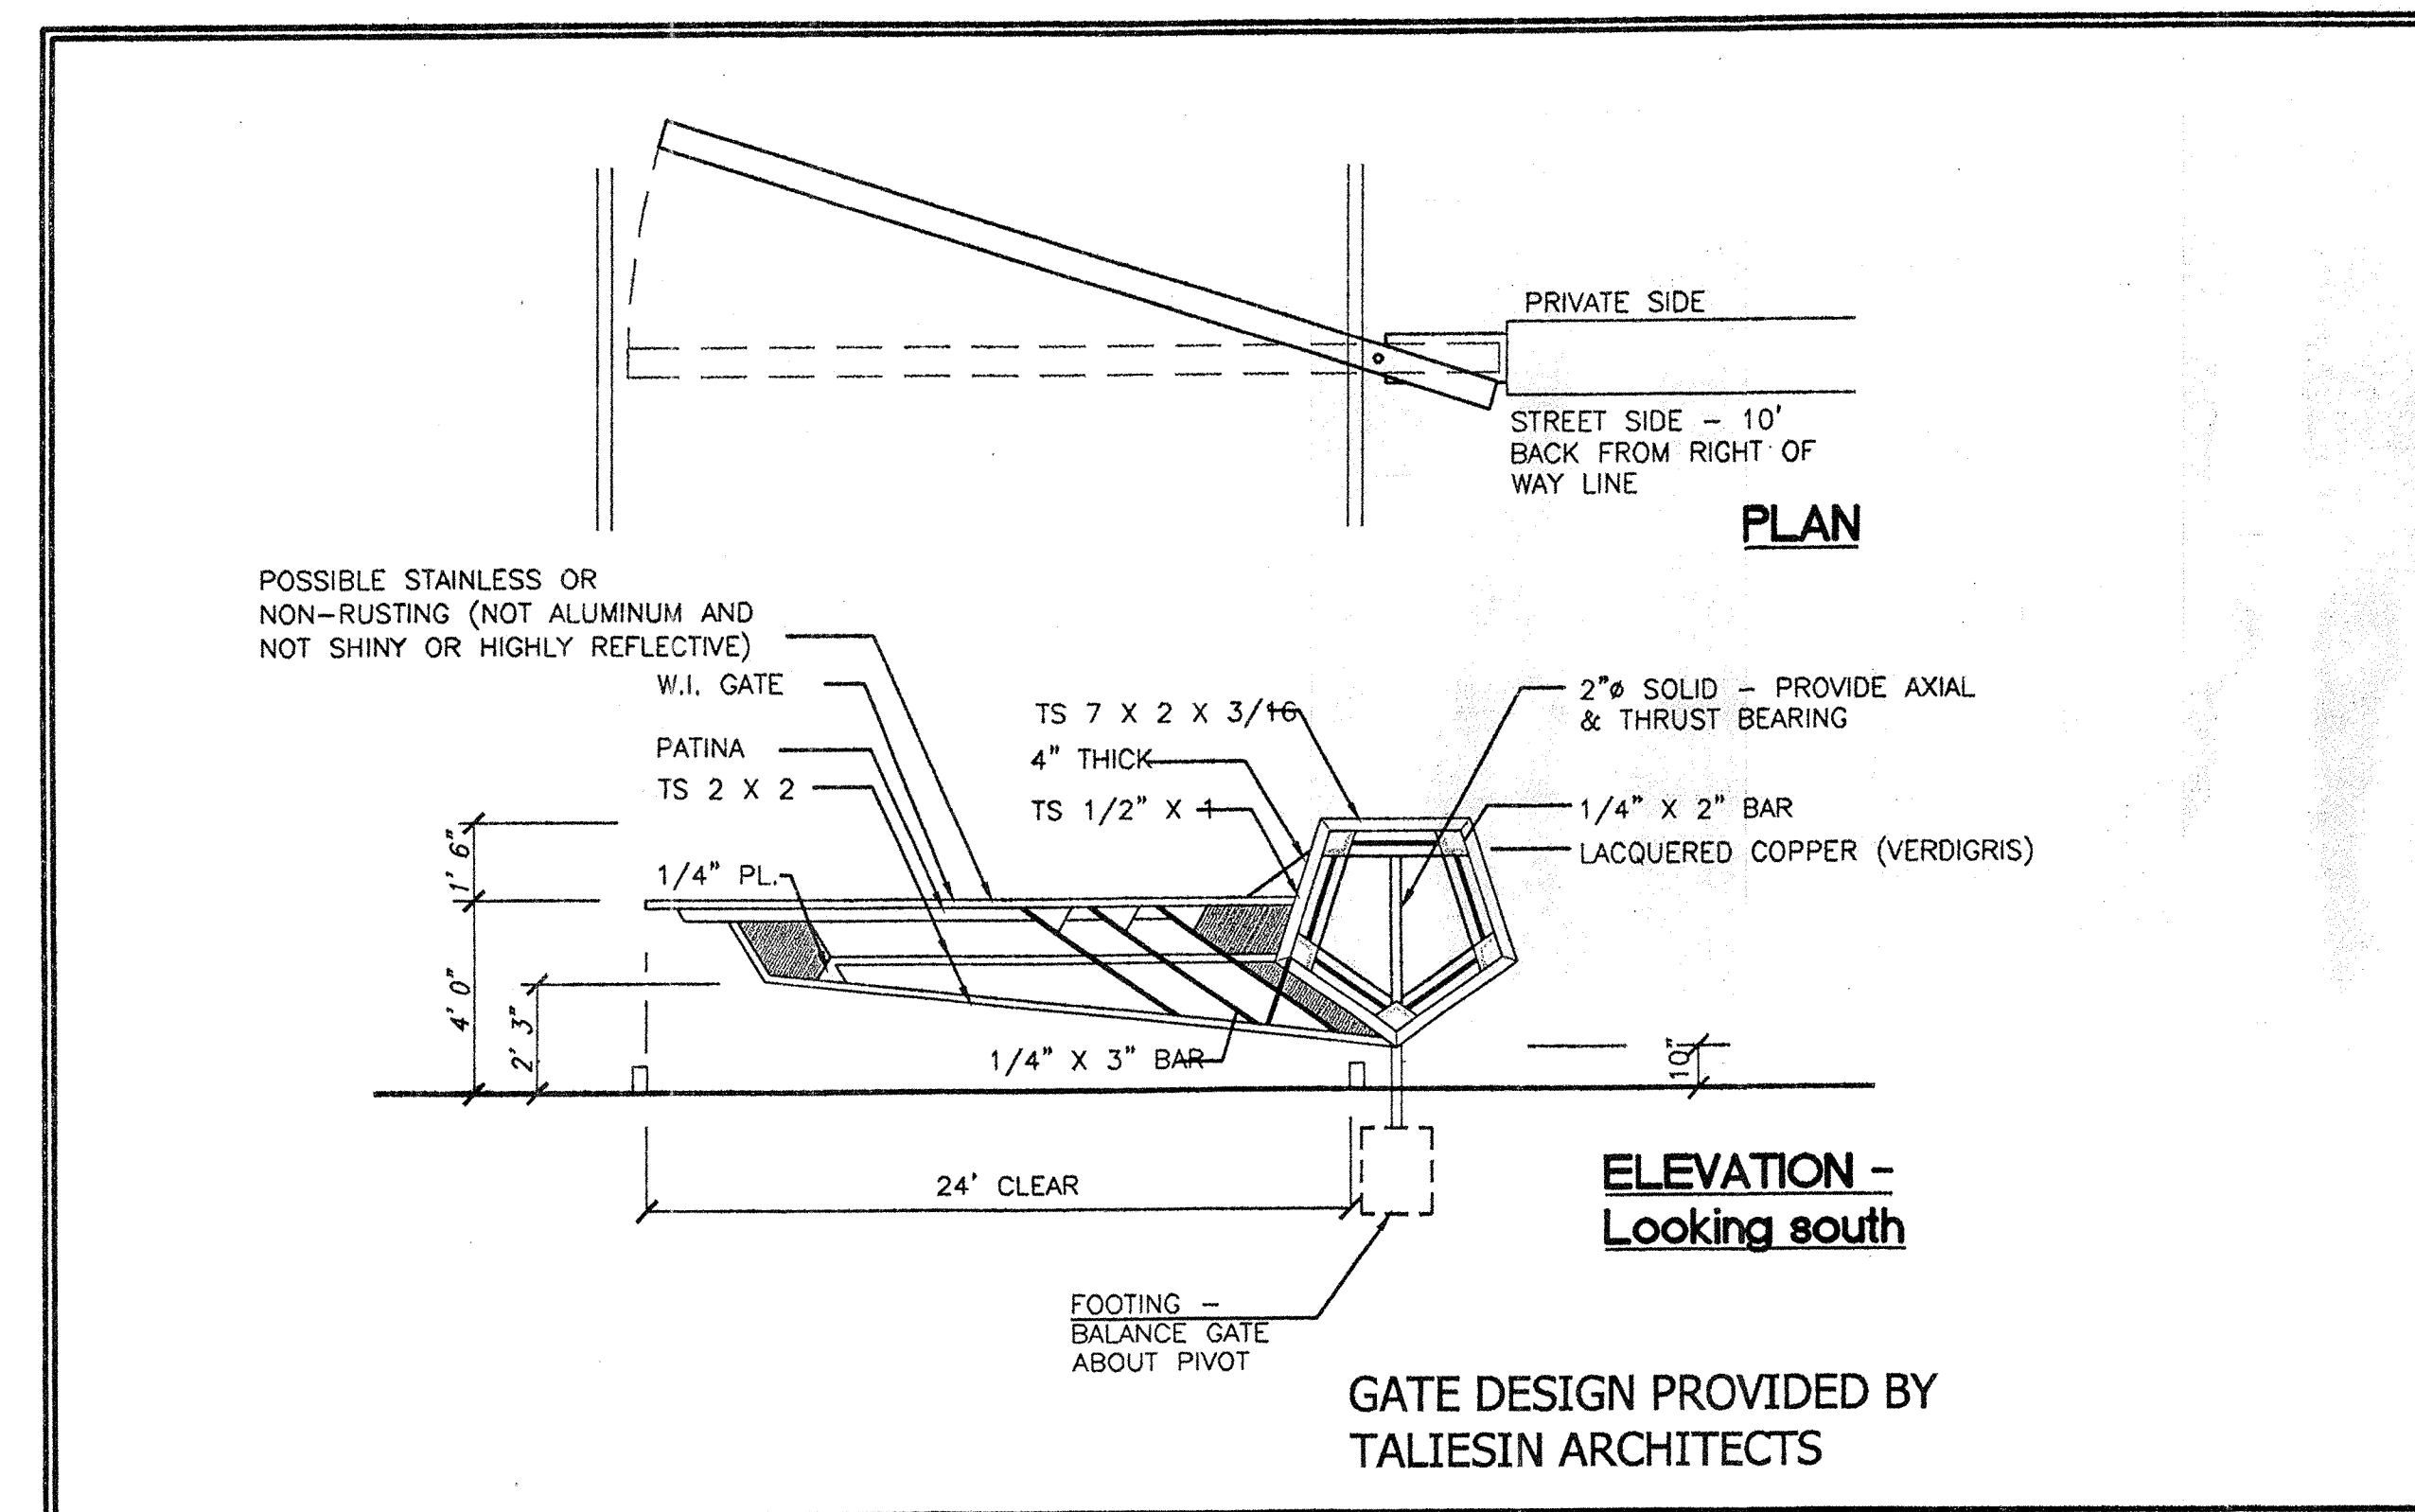 PRIVATE SIDE
STREET SIDE - 10'
BACK FROM RIGHT OF
WAY LINE
PLAN
POSSIBLE STAINLESS OR
NON-RUSTING (NOT ALUMINUM AND
NOT SHINY OR HIGHLY REFLECTIVE)
W.I. GATE
PATINA
TS 2 X 2
1/4" PL.
TS 7 X 2 X 3/16
4" THICK
TS 1/2" X 1
2"ø SOLID - PROVIDE AXIAL
& THRUST BEARING
1/4" X 2" BAR
LACQUERED COPPER (VERDIGRIS)
1' 6"
4' 0"
2' 3"
1/4" X 3" BAR
10"
24' CLEAR
ELEVATION -
Looking south
FOOTING -
BALANCE GATE
ABOUT PIVOT
GATE DESIGN PROVIDED BY
TALIESIN ARCHITECTS